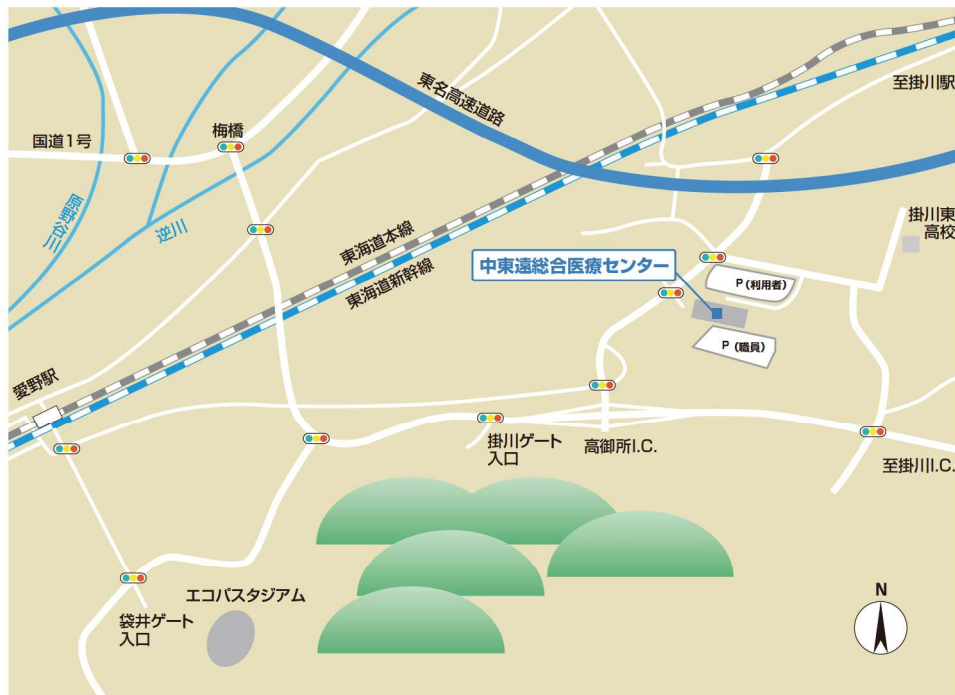 東名高速道路
至掛川駅
国道1号
梅橋
原野谷川
逆川
掛川東
高校
東海道本線
東海道新幹線
中東遠総合医療センター
P(利用者)
P(職員)
愛野駅
掛川ゲート
入口
高御所I.C.
至掛川I.C.
エコパスタジアム
袋井ゲート
入口
N